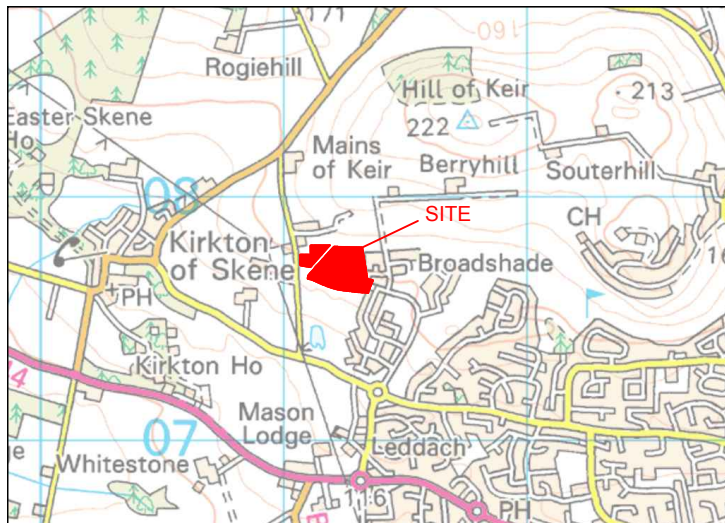 171
160
Rogiehill
Hill of Keir
213
222
Easter Skene
Ho
Mains
of Keir
Berryhill
Souterhill
08
SITE
CH
Kirkton
of Skene
Broadshade
PH
Kirkton Ho
Mason
Lodge
07
Leddach
Whitestone
116
PH